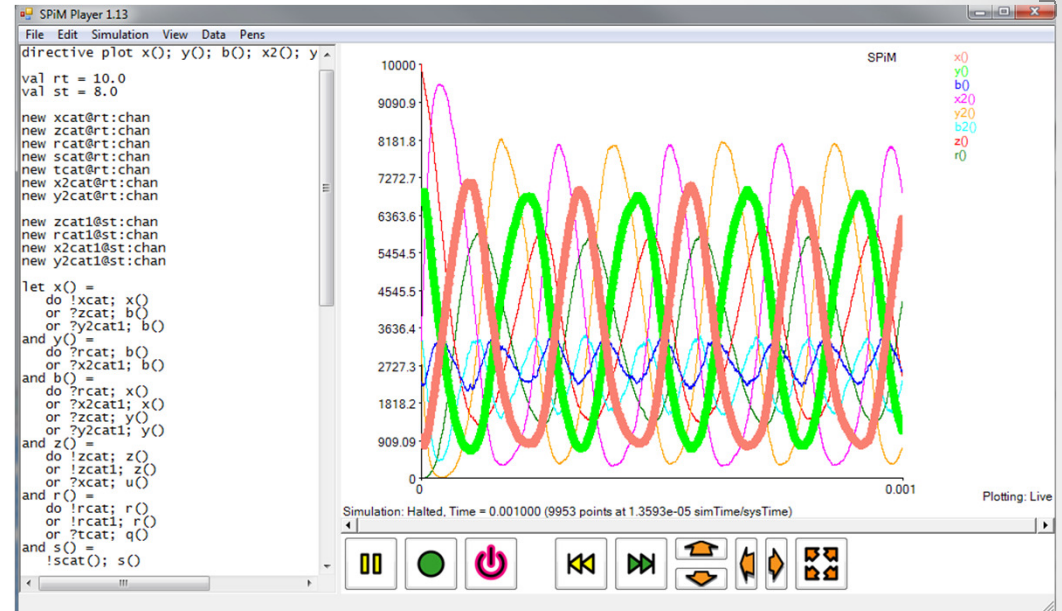 SPiM Player 1.13
File Edit Simulation View Data Pens
directive plot x(); y(); b(); x2(); y
val rt = 10.0
val st = 8.0
new xcat@rt:chan
new zcat@rt:chan
new rcat@rt:chan
new scat@rt:chan
new tcat@rt:chan
new x2cat@rt:chan
new y2cat@rt:chan
new zcat1@st:chan
new rcat1@st:chan
new x2cat1@st:chan
new y2cat1@st:chan
let x() =
do !xcat; x()
or ?zcat; b()
or ?y2cat1; b()
and y() =
do ?rcat; b()
or ?x2cat1; b()
and b() =
do ?rcat; x()
or ?x2cat1; x()
or ?zcat; y()
or ?y2cat1; y()
and z() =
do !zcat; z()
or !zcat1; z()
or ?xcat; u()
and r() =
do !rcat; r()
or !rcat1; r()
or ?tcat; q()
and s() =
!scat(); s()
SPiM
x()
y()
b()
x2()
y2()
b2()
z()
r()
10000
9090.9
8181.8
7272.7
6363.6
5454.5
4545.5
3636.4
2727.3
1818.2
909.09
0
0 0.001
Plotting: Live
Simulation: Halted, Time = 0.001000 (9953 points at 1.3593e-05 simTime/sysTime)